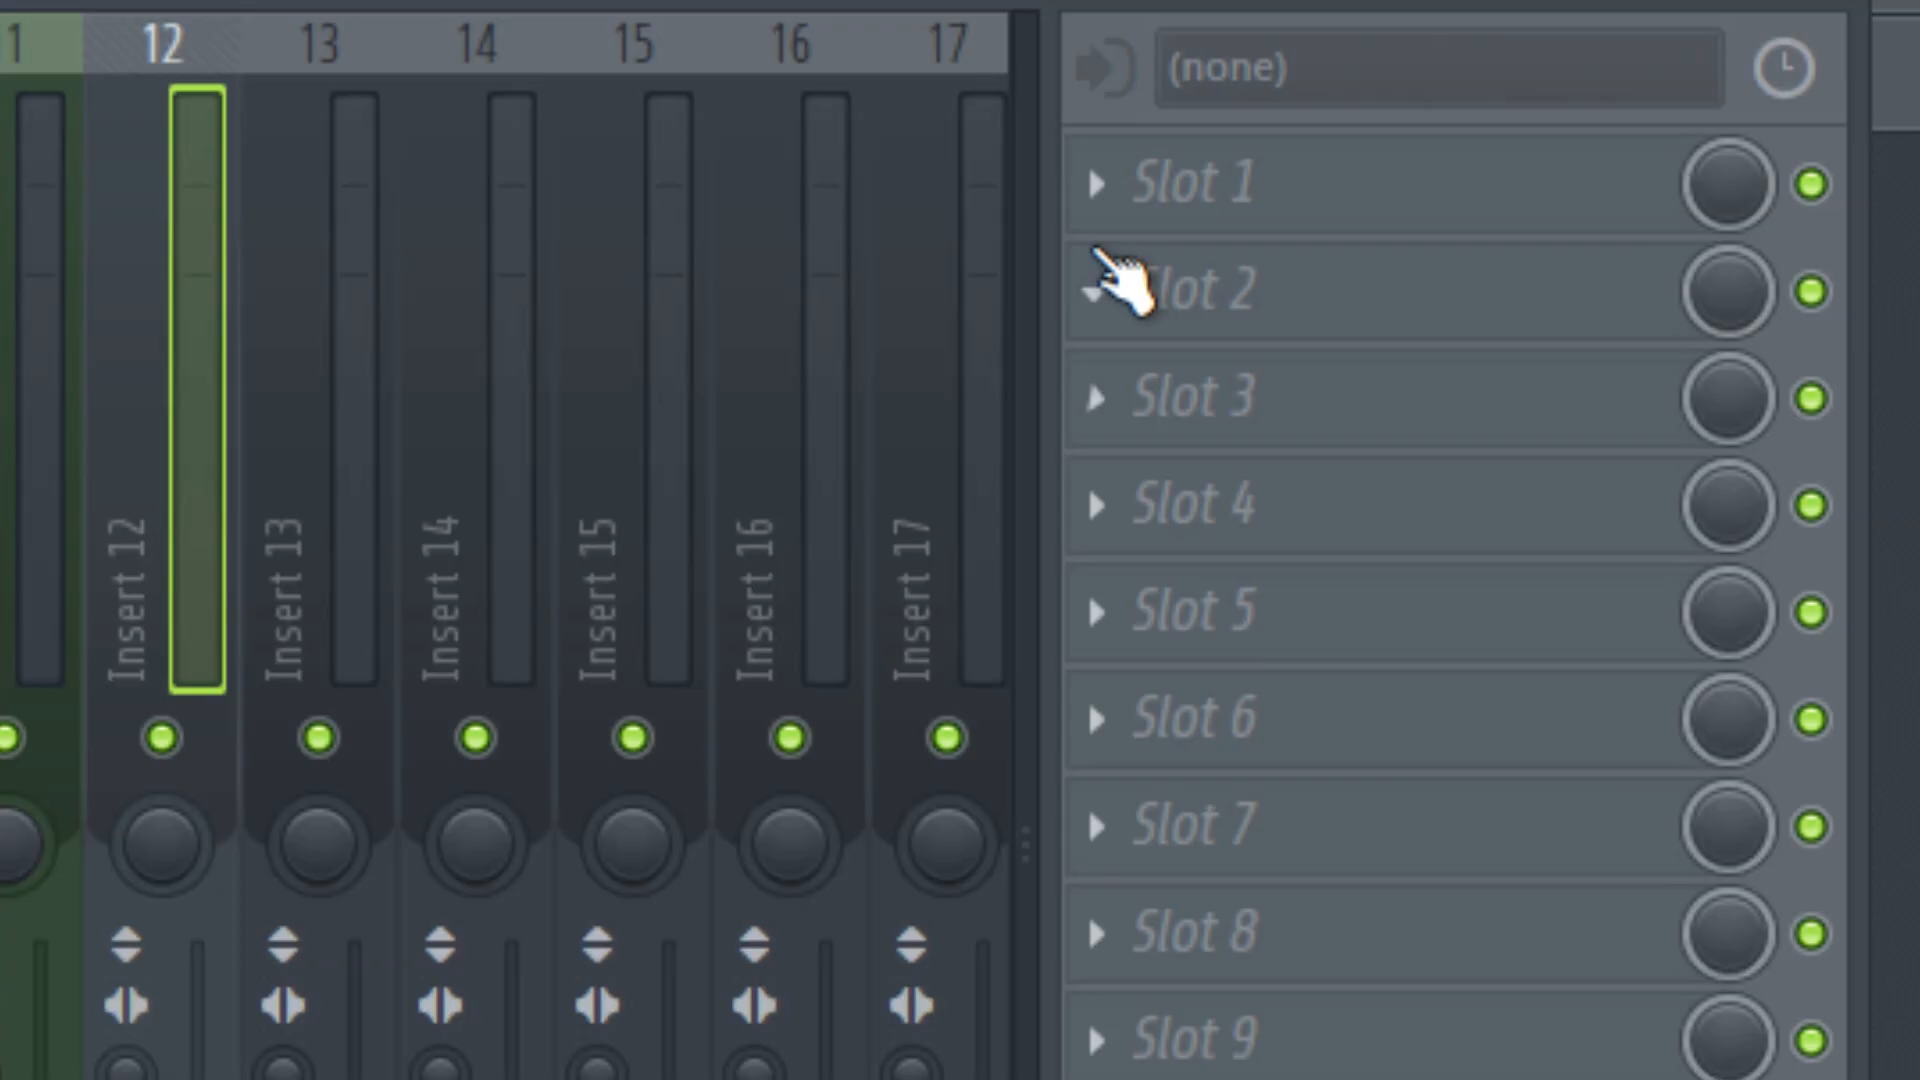 1 12 13 14 15 16 17
(none)
Slot 1
Slot 2
Slot 3
Slot 4
Slot 5
Slot 6
Slot 7
Slot 8
Slot 9
Insert 12
Insert 13
Insert 14
Insert 15
Insert 16
Insert 17